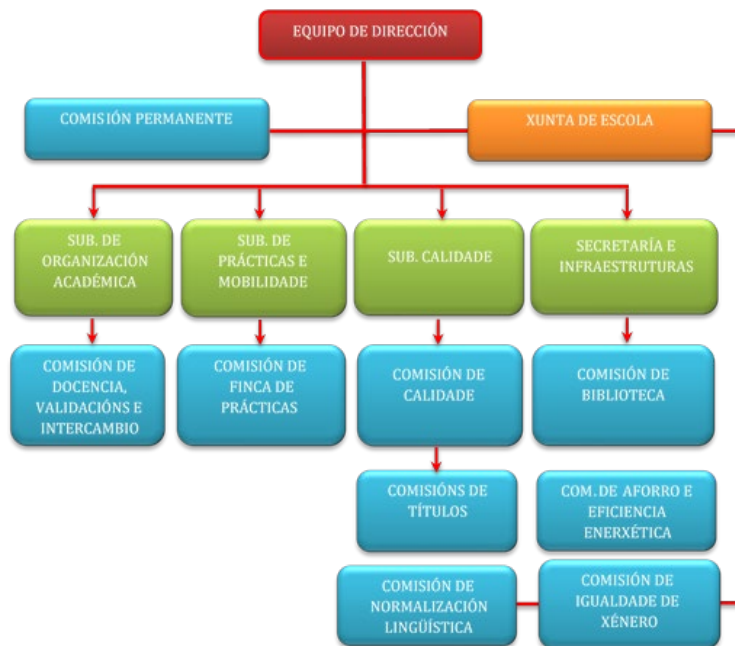 EQUIPO DE DIRECCIÓN
COMISIÓN PERMANENTE
XUNTA DE ESCOLA
SUB. DE
ORGANIZACIÓN
ACADÉMICA
SUB. DE
PRÁCTICAS E
MOBILIDADE
SUB. CALIDADE
SECRETARÍA E
INFRAESTRUTURAS
COMISIÓN DE
DOCENCIA,
VALIDACIÓNS E
INTERCAMBIO
COMISIÓN DE
FINCA DE
PRÁCTICAS
COMISIÓN DE
CALIDADE
COMISIÓN DE
BIBLIOTECA
COMISIÓNS DE
TÍTULOS
COM. DE AFORRO E
EFICIENCIA
ENERXÉTICA
COMISIÓN DE
NORMALIZACIÓN
LINGÜÍSTICA
COMISIÓN DE
IGUALDADE DE
XÉNERO